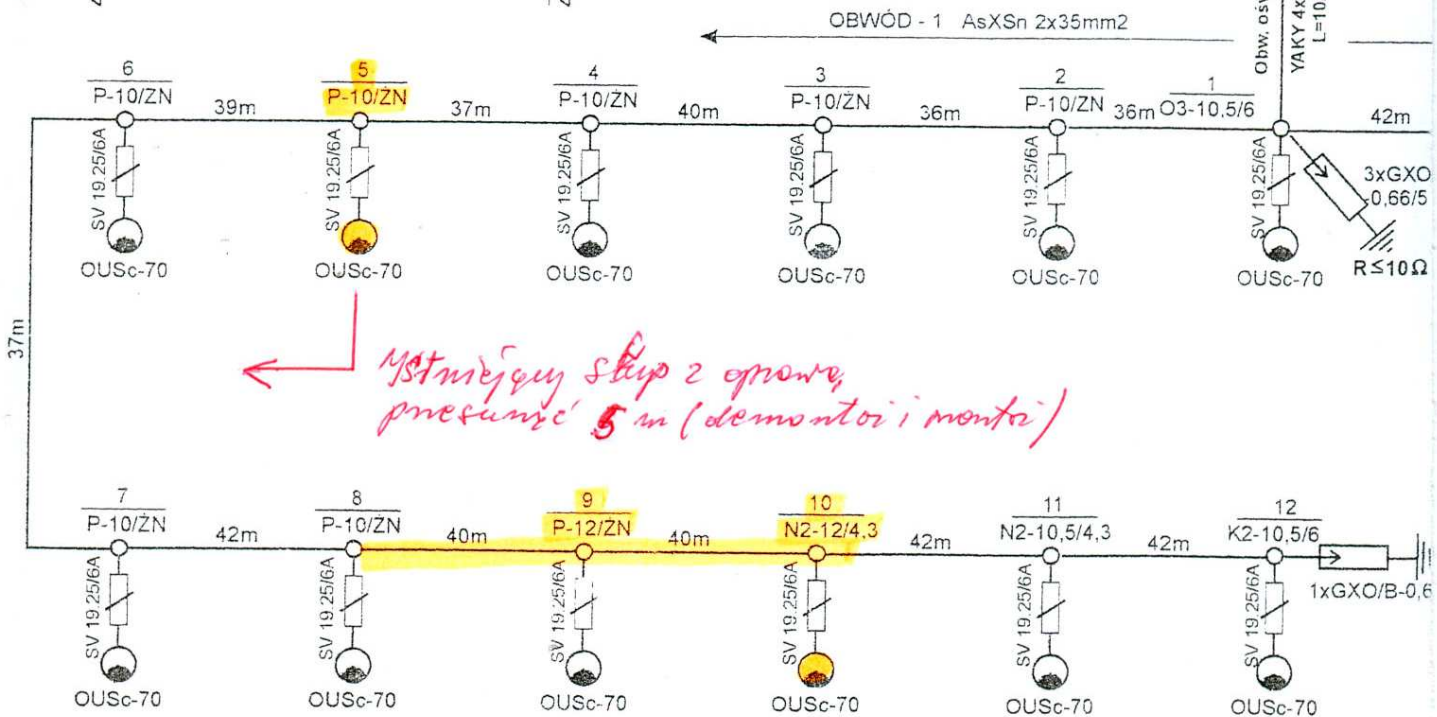 OBWÓD - 1 AsXSn 2x35mm2
Obw. ośw
YAKY 4x
L=10,
6
P-10/ZN
39m
5
P-10/ŻN
37m
4
P-10/ŻN
40m
3
P-10/ŻN
36m
2
P-10/ZN
36m
1
O3-10,5/6
42m
SV 19.25/6A
SV 19.25/6A
SV 19.25/6A
SV 19.25/6A
SV 19.25/6A
SV 19.25/6A
3xGXO
0,66/5
R≤10Ω
OUSc-70
OUSc-70
OUSc-70
OUSc-70
OUSc-70
OUSc-70
37m
Istniejący słup z oprawą
przesunąć 5 m (demontaż i montaż)
7
P-10/ŻN
42m
8
P-10/ŻN
40m
9
P-12/ŻN
40m
10
N2-12/4,3
42m
11
N2-10,5/4,3
42m
12
K2-10,5/6
SV 19.25/6A
SV 19.25/6A
SV 19.25/6A
SV 19.25/6A
SV 19.25/6A
SV 19.25/6A
1xGXO/B-0,6
OUSc-70
OUSc-70
OUSc-70
OUSc-70
OUSc-70
OUSc-70